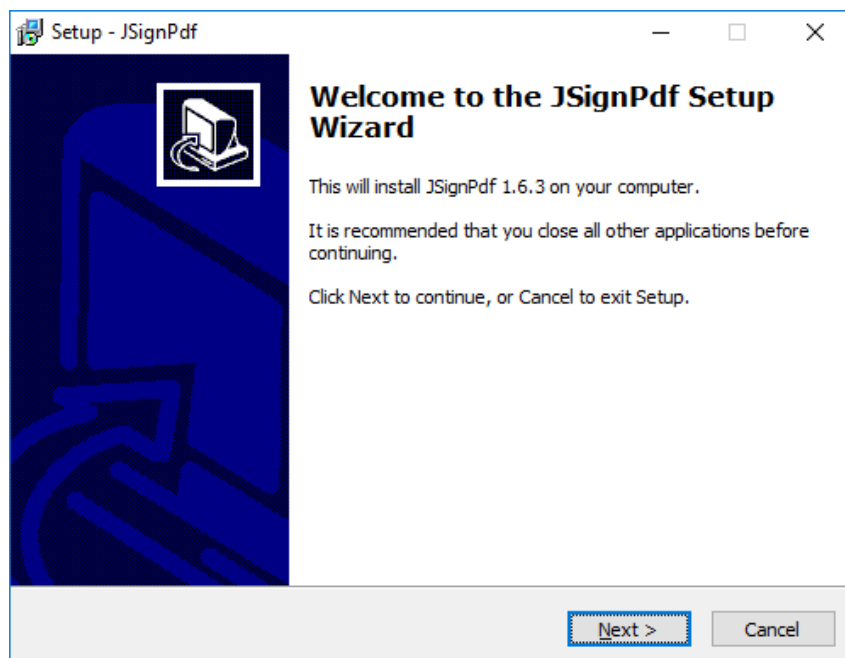 Setup - JSignPdf
Welcome to the JSignPdf Setup
Wizard
This will install JSignPdf 1.6.3 on your computer.
It is recommended that you close all other applications before
continuing.
Click Next to continue, or Cancel to exit Setup.
Next >
Cancel